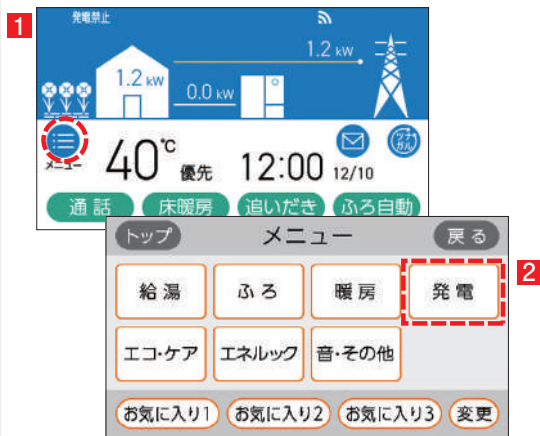 1
発電禁止
1.2 kW
1.2 kW
0.0 kW
メニュー
40℃ 優先 12:00 12/10
ツナガル
通話 床暖房 追いだき ふろ自動
トップ メニュー 戻る
2
給湯 ふろ 暖房 発電
エコ・ケア エネルック 音・その他
お気に入り1 お気に入り2 お気に入り3 変更